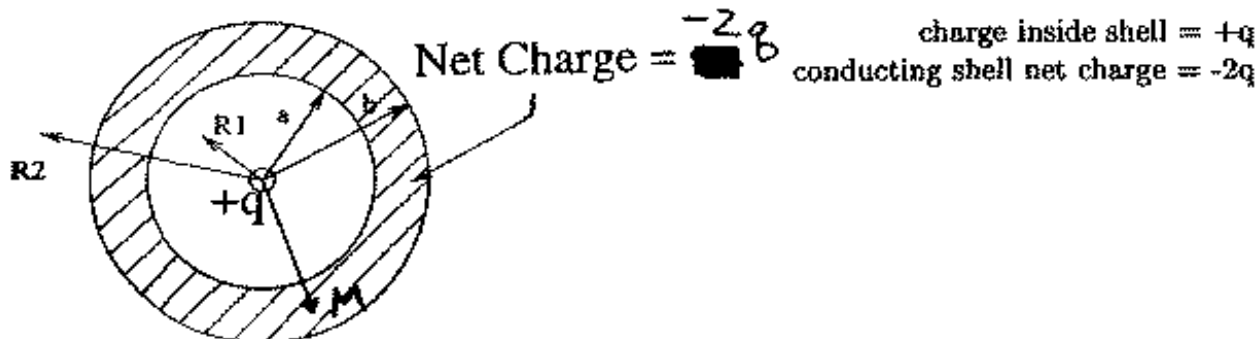 Net Charge = -2q
charge inside shell = +q
conducting shell net charge = -2q
a
b
R1
R2
+q
M